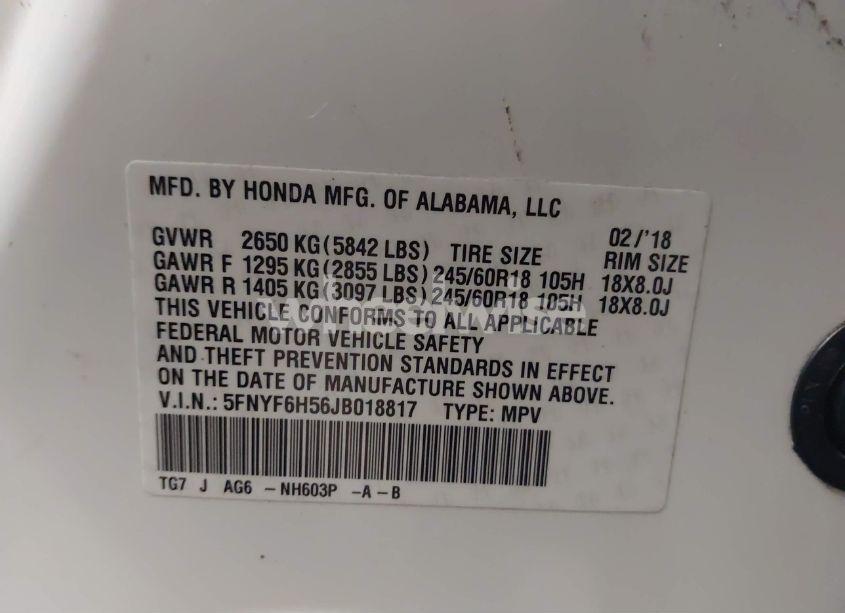 MFD. BY HONDA MFG. OF ALABAMA, LLC
02/'18
GVWR 2650 KG(5842 LBS) TIRE SIZE RIM SIZE
GAWR F 1295 KG(2855 LBS) 245/60R18 105H 18X8.0J
GAWR R 1405 KG(3097 LBS) 245/60R18 105H 18X8.0J
THIS VEHICLE CONFORMS TO ALL APPLICABLE
FEDERAL MOTOR VEHICLE SAFETY
AND THEFT PREVENTION STANDARDS IN EFFECT
ON THE DATE OF MANUFACTURE SHOWN ABOVE.
V.I.N.: 5FNYF6H56JB018817 TYPE: MPV
TG7 J AG6 -NH603P -A-B